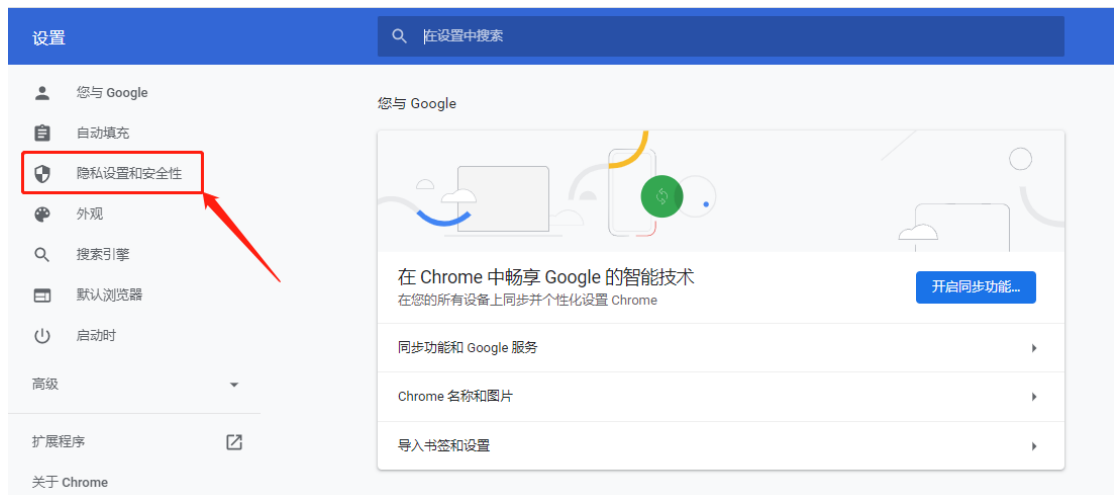 设置
在设置中搜索
您与 Google
自动填充
隐私设置和安全性
外观
搜索引擎
默认浏览器
启动时
高级
扩展程序
关于 Chrome
您与 Google
在 Chrome 中畅享 Google 的智能技术
在您的所有设备上同步并个性化设置 Chrome
开启同步功能...
同步功能和 Google 服务
Chrome 名称和图片
导入书签和设置